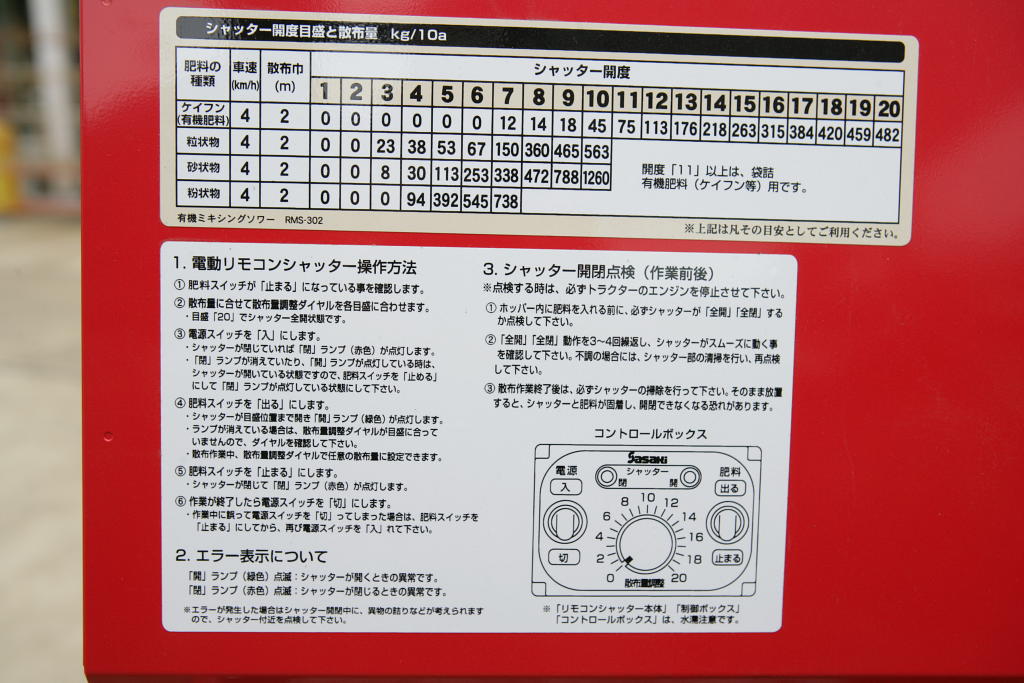 シャッター開度目盛と散布量 kg/10a
肥料の種類 車速(km/h) 散布巾(m) シャッター開度
1 2 3 4 5 6 7 8 9 10 11 12 13 14 15 16 17 18 19 20
ケイフン(有機肥料) 4 2 0 0 0 0 0 0 12 14 18 45 75 113 176 218 263 315 384 420 459 482
粒状物 4 2 0 0 23 38 53 67 150 360 465 563
砂状物 4 2 0 0 8 30 113 253 338 472 788 1260
粉状物 4 2 0 0 0 94 392 545 738
開度「11」以上は、袋詰
有機肥料(ケイフン等)用です。
有機ミキシングソワー RMS-302
※上記は凡その目安としてご利用ください。
1. 電動リモコンシャッター操作方法
① 肥料スイッチが「止まる」になっている事を確認します。
② 散布量に合せて散布量調整ダイヤルを各目盛に合わせます。
・目盛「20」でシャッター全開状態です。
③ 電源スイッチを「入」にします。
・シャッターが閉じていれば「閉」ランプ(赤色)が点灯します。
・「閉」ランプが消えていたり、「開」ランプが点灯している時は、
シャッターが開いている状態ですので、肥料スイッチを「止める」
にして「閉」ランプが点灯している状態にして下さい。
④ 肥料スイッチを「出る」にします。
・シャッターが目盛位置まで開き「開」ランプ(緑色)が点灯します。
・ランプが消えている場合は、散布量調整ダイヤルが目盛に合って
いませんので、ダイヤルを確認して下さい。
・散布作業中、散布量調整ダイヤルで任意の散布量に設定できます。
⑤ 肥料スイッチを「止まる」にします。
・シャッターが閉じて「閉」ランプ(赤色)が点灯します。
⑥ 作業が終了したら電源スイッチを「切」にします。
・作業中に誤って電源スイッチを「切」ってしまった場合は、肥料スイッチを
「止まる」にしてから、再び電源スイッチを「入」れて下さい。
2. エラー表示について
「開」ランプ(緑色)点滅:シャッターが開くときの異常です。
「閉」ランプ(赤色)点滅:シャッターが閉じるときの異常です。
※エラーが発生した場合はシャッター開閉中に、異物の詰りなどが考えられます
ので、シャッター付近を点検して下さい。
3. シャッター開閉点検(作業前後)
※点検する時は、必ずトラクターのエンジンを停止させて下さい。
① ホッパー内に肥料を入れる前に、必ずシャッターが「全開」「全閉」する
か点検して下さい。
② 「全開」「全閉」動作を3~4回繰返し、シャッターがスムーズに動く事
を確認して下さい。不調の場合には、シャッター部の清掃を行い、再点検
して下さい。
③ 散布作業終了後は、必ずシャッターの掃除を行って下さい。そのまま放置
すると、シャッターと肥料が固着し、開閉できなくなる恐れがあります。
コントロールボックス
Sasaki
電源 シャッター 肥料
入 閉 開 出る
0 2 4 6 8 10 12 14 16 18 20
切 止まる
散布量調整
※「リモコンシャッター本体」「制御ボックス」
「コントロールボックス」は、水濡注意です。